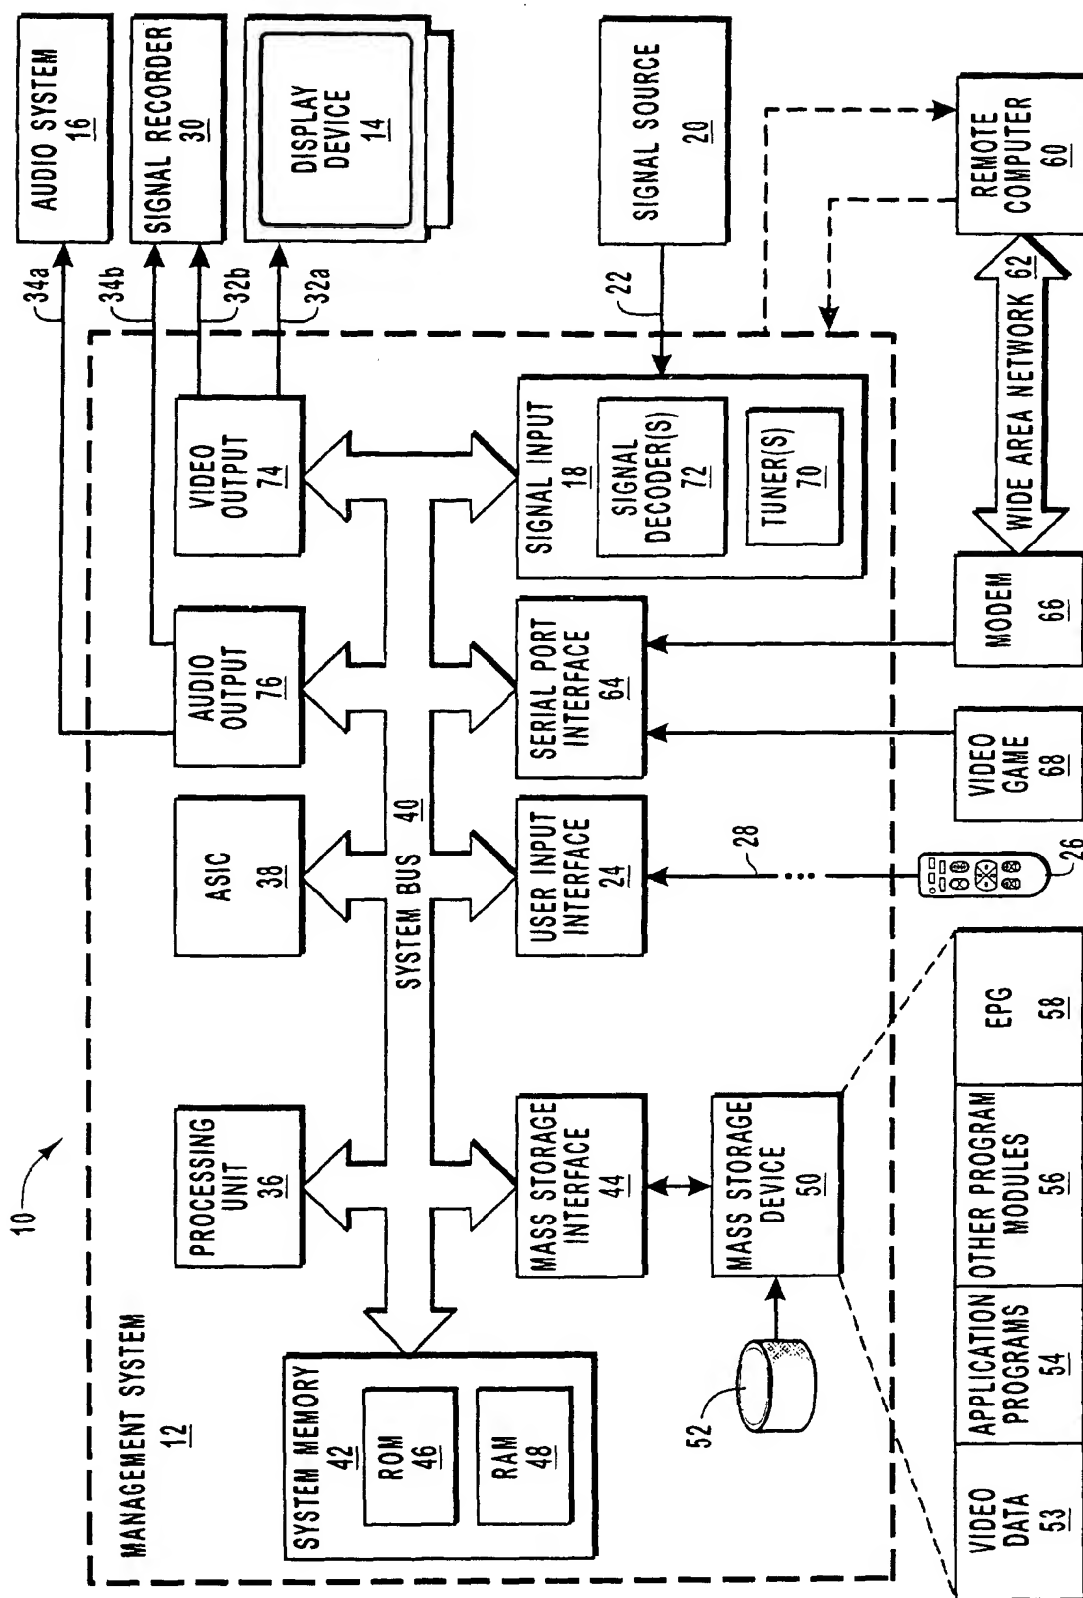 10
MANAGEMENT SYSTEM
12
SYSTEM MEMORY
42
ROM
46
RAM
48
PROCESSING
UNIT
36
ASIC
38
AUDIO
OUTPUT
76
VIDEO
OUTPUT
74
34a
34b
32b
32a
AUDIO SYSTEM
16
SIGNAL RECORDER
30
DISPLAY
DEVICE
14
SYSTEM BUS
40
MASS STORAGE
INTERFACE
44
USER INPUT
INTERFACE
24
SERIAL PORT
INTERFACE
64
SIGNAL INPUT
18
SIGNAL
DECODER(S)
72
TUNER(S)
70
22
SIGNAL SOURCE
20
52
MASS STORAGE
DEVICE
50
28
26
VIDEO
GAME
68
MODEM
66
WIDE AREA NETWORK 62
REMOTE
COMPUTER
60
VIDEO
DATA
53
APPLICATION
PROGRAMS
54
OTHER PROGRAM
MODULES
56
EPG
58